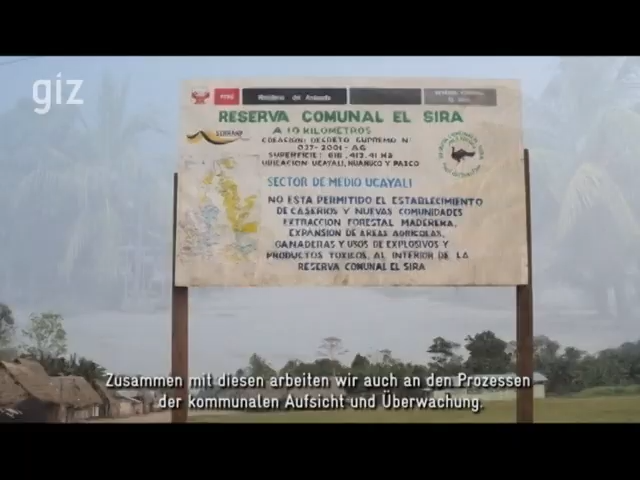 giz
PERÚ
Ministerio del Ambiente
RESERVA COMUNAL EL SIRA
A 10 KILOMETROS
SERNANP
CREACION: DECRETO SUPREMO N:
037-2001-AG
SUPERFICIE: 616,413.41 HS
UBICACION: UCAYALI, HUANUCO Y PASCO
SECTOR DE MEDIO UCAYALI
NO ESTA PERMITIDO EL ESTABLECIMIENTO
DE CASERIOS Y NUEVAS COMUNIDADES
EXTRACCION FORESTAL MADERERA,
EXPANSION DE AREAS AGRICOLAS,
GANADERAS Y USOS DE EXPLOSIVOS Y
PRODUCTOS TOXICOS, AL INTERIOR DE LA
RESERVA COMUNAL EL SIRA
Zusammen mit diesen arbeiten wir auch an den Prozessen
der kommunalen Aufsicht und Überwachung.